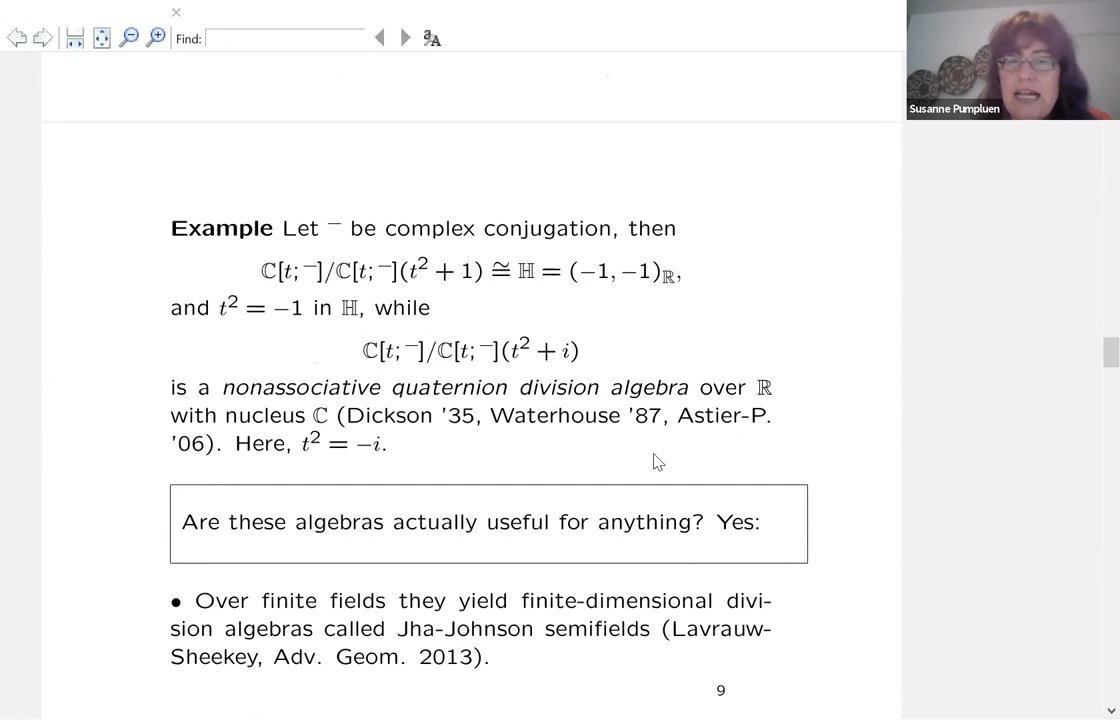 Find:
Susanne Pumpluen
Example Let ¯ be complex conjugation, then
ℂ[t; ¯]/ℂ[t; ¯](t² + 1) ≅ ℍ = (−1, −1)ℝ,
and t² = −1 in ℍ, while
ℂ[t; ¯]/ℂ[t; ¯](t² + i)
is a nonassociative quaternion division algebra over ℝ
with nucleus ℂ (Dickson '35, Waterhouse '87, Astier-P.
'06). Here, t² = −i.
Are these algebras actually useful for anything? Yes:
• Over finite fields they yield finite-dimensional divi-
sion algebras called Jha-Johnson semifields (Lavrauw-
Sheekey, Adv. Geom. 2013).
9